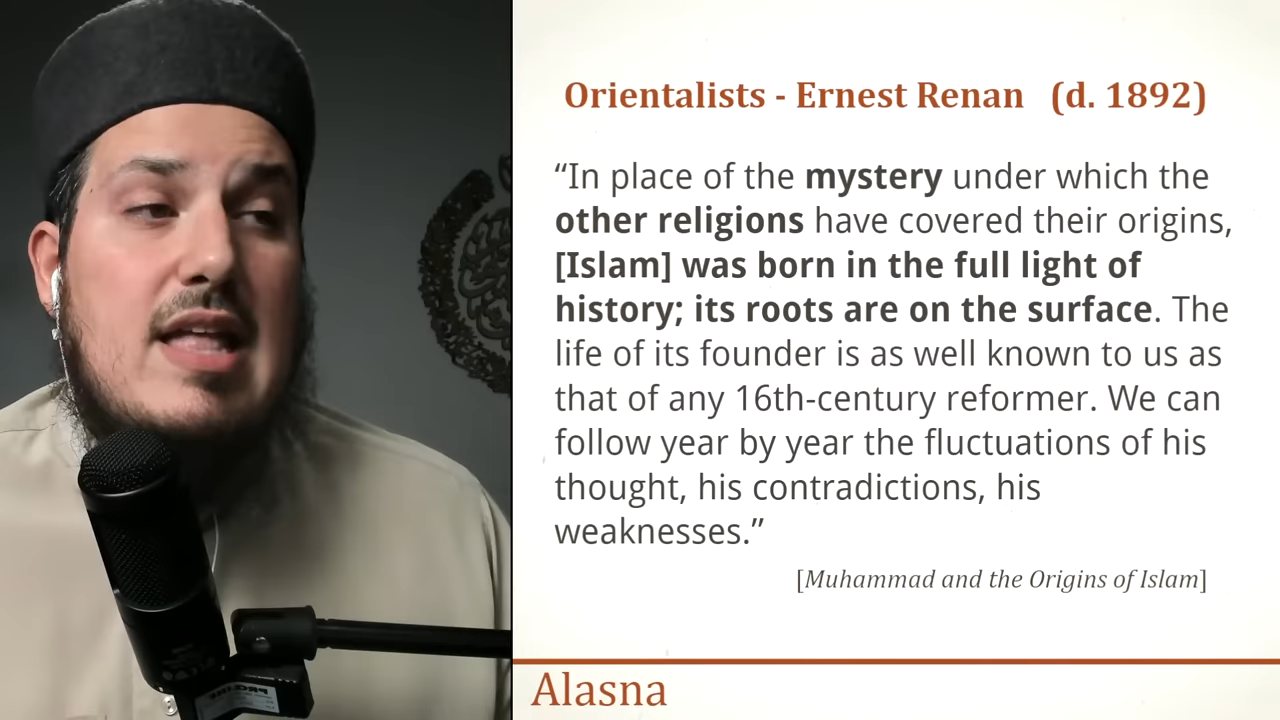 Orientalists - Ernest Renan (d. 1892)
“In place of the mystery under which the
other religions have covered their origins,
[Islam] was born in the full light of
history; its roots are on the surface. The
life of its founder is as well known to us as
that of any 16th-century reformer. We can
follow year by year the fluctuations of his
thought, his contradictions, his
weaknesses.”
[Muhammad and the Origins of Islam]
Alasna